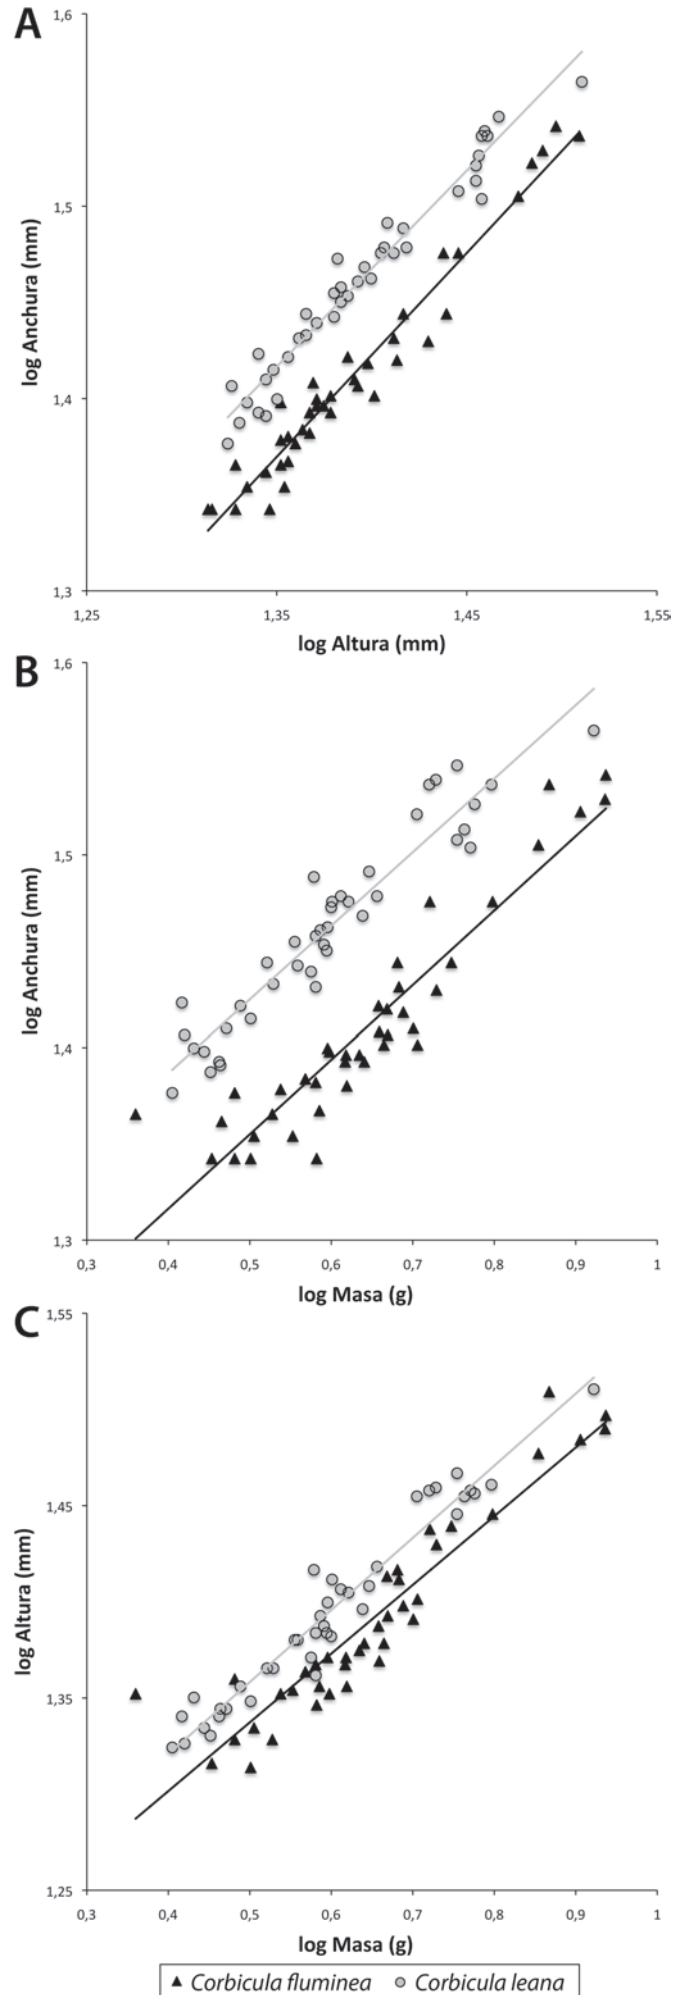 A
1,6
1,5
1,4
1,3
log Anchura (mm)
1,25
1,35
1,45
1,55
log Altura (mm)
B
1,6
1,5
1,4
1,3
log Anchura (mm)
0,3
0,4
0,5
0,6
0,7
0,8
0,9
1
log Masa (g)
C
1,55
1,45
1,35
1,25
log Altura (mm)
0,3
0,4
0,5
0,6
0,7
0,8
0,9
1
log Masa (g)
Corbicula fluminea
Corbicula leana